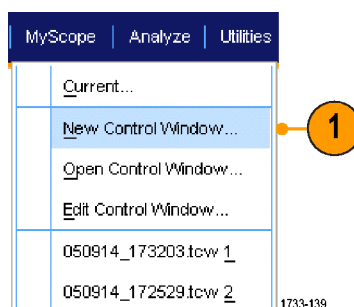 MyScope | Analyze | Utilities
Current...
New Control Window...
1
Open Control Window...
Edit Control Window...
050914_173203.tcw 1
050914_172529.tcw 2
1733-139